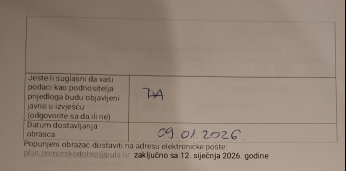 Jeste li suglasni da vaši
podaci kao podnositelja
prijedloga budu objavljeni
javno u izvješću
(odgovorite sa da ili ne)
DA
Datum dostavljanja
obrasca
09.01.2026
Popunjeni obrazac dostaviti na adresu elektroničke pošte:
zaključno sa 12. siječnja 2026. godine